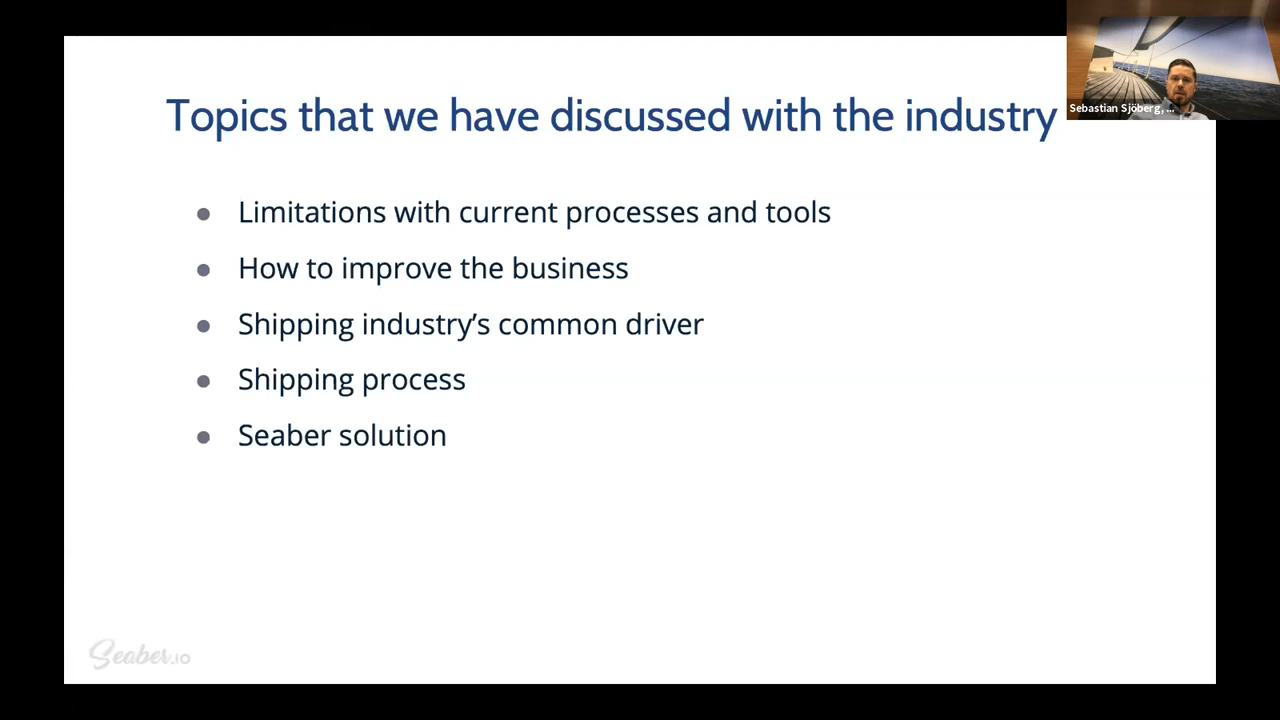 Topics that we have discussed with the industry
Sebastian Sjöberg, ...
● Limitations with current processes and tools
● How to improve the business
● Shipping industry’s common driver
● Shipping process
● Seaber solution
Seaber.io